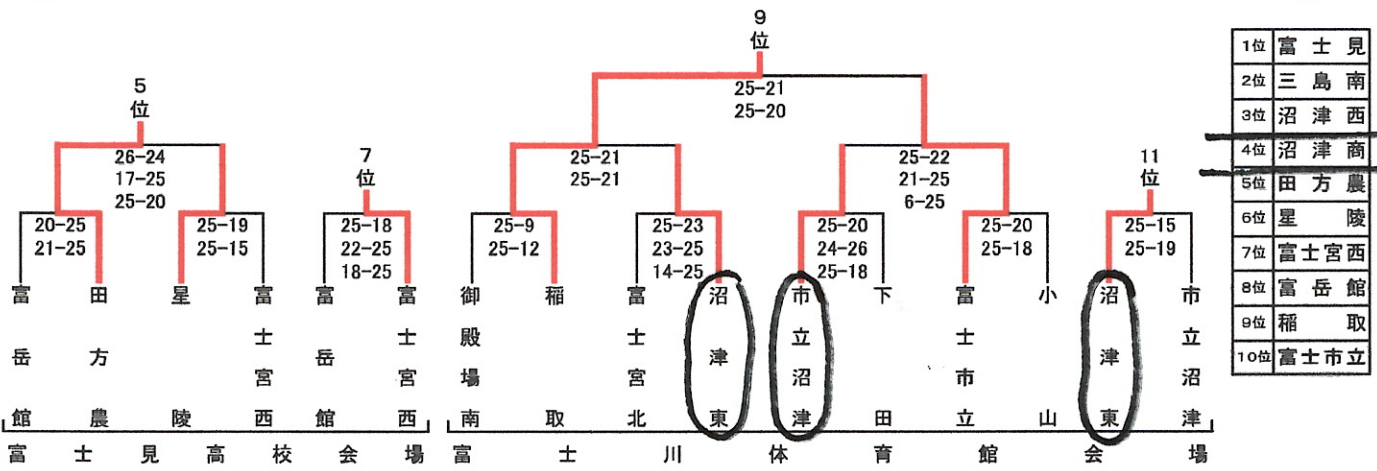 9位
5位
25-21
25-20
26-24
17-25
25-20
7位
25-21
25-21
25-22
21-25
6-25
11位
20-25
21-25
25-19
25-15
25-18
22-25
18-25
25-9
25-12
25-23
23-25
14-25
25-20
24-26
25-18
25-20
25-18
25-15
25-19
富岳館
田方農
星陵
富士宮西
富岳館
富士宮西
御殿場南
稲取
富士宮北
沼津東
市立沼津
下田
富士市立
小山
沼津東
市立沼津
富士見高校会場
富士川体育館会場
1位 富士見
2位 三島南
3位 沼津西
4位 沼津商
5位 田方農
6位 星陵
7位 富士宮西
8位 富岳館
9位 稲取
10位 富士市立